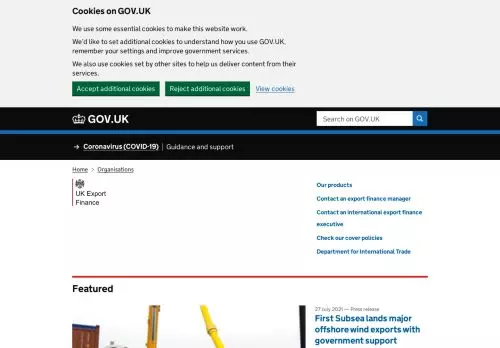 Cookies on GOV.UK
We use some essential cookies to make this website work.
We'd like to set additional cookies to understand how you use GOV.UK,
remember your settings and improve government services.
We also use cookies set by other sites to help us deliver content from their
services.
Accept additional cookies Reject additional cookies View cookies
GOV.UK Search on GOV.UK
→ Coronavirus (COVID-19) | Guidance and support
Home > Organisations
UK Export
Finance
Our products
Contact an export finance manager
Contact an international export finance
executive
Check our cover policies
Department for International Trade
Featured
27 July 2021 — Press release
First Subsea lands major
offshore wind exports with
government support